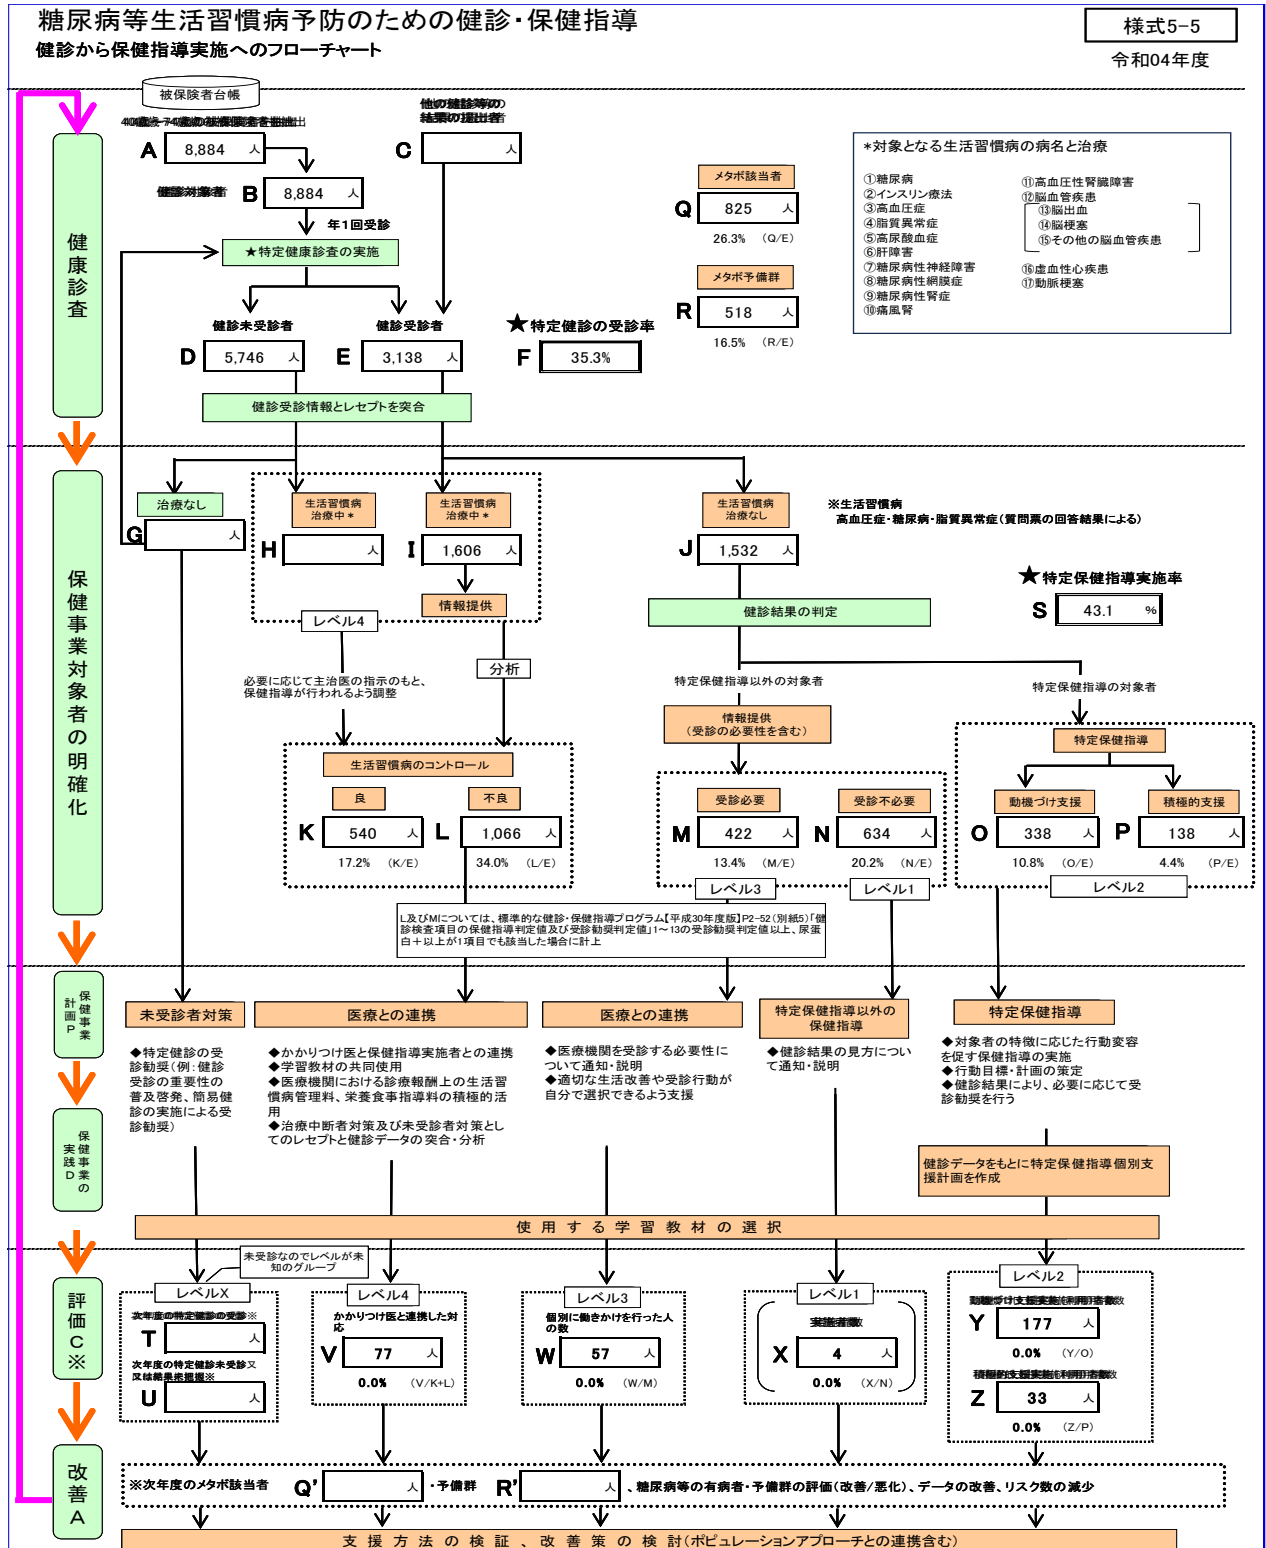 糖尿病等生活習慣病予防のための健診・保健指導
健診から保健指導実施へのフローチャート
様式5-5
令和04年度
被保険者台帳
A
8,884 人
他の健診等の
結果の提出者
C
人
健診対象者
B
8,884 人
年1回受診
★特定健康診査の実施
健診未受診者
D
5,746 人
健診受診者
E
3,138 人
★特定健診の受診率
F
35.3%
健診受診情報とレセプトを突合
メタボ該当者
Q
825 人
26.3% (Q/E)
メタボ予備群
R
518 人
16.5% (R/E)
*対象となる生活習慣病の病名と治療
①糖尿病
②インスリン療法
③高血圧症
④脂質異常症
⑤高尿酸血症
⑥肝障害
⑦糖尿病性神経障害
⑧糖尿病性網膜症
⑨糖尿病性腎症
⑩痛風腎
⑪高血圧性腎臓障害
⑫脳血管疾患
⑬脳出血
⑭脳梗塞
⑮その他の脳血管疾患
⑯虚血性心疾患
⑰動脈梗塞
健康診査
保健事業対象者の明確化
治療なし
G
人
生活習慣病
治療中*
H
人
生活習慣病
治療中*
I
1,606 人
情報提供
レベル4
生活習慣病
治療なし
J
1,532 人
※生活習慣病
高血圧症・糖尿病・脂質異常症(質問票の回答結果による)
★特定保健指導実施率
S
43.1 %
健診結果の判定
必要に応じて主治医の指示のもと、
保健指導が行われるよう調整
分析
特定保健指導以外の対象者
特定保健指導の対象者
情報提供
(受診の必要性を含む)
特定保健指導
生活習慣病のコントロール
良
K
540 人
17.2% (K/E)
不良
L
1,066 人
34.0% (L/E)
受診必要
M
422 人
13.4% (M/E)
レベル3
受診不必要
N
634 人
20.2% (N/E)
レベル1
動機づけ支援
O
338 人
10.8% (O/E)
積極的支援
P
138 人
4.4% (P/E)
レベル2
L及びMについては、標準的な健診・保健指導プログラム【平成30年度版】P2-52(別紙5)「健
診検査項目の保健指導判定値及び受診勧奨判定値」1~13の受診勧奨判定値以上、尿蛋
白+以上が1項目でも該当した場合に計上
保健事業
計画P
保健事業の
実践D
未受診者対策
◆特定健診の受
診勧奨(例:健診
受診の重要性の
普及啓発、簡易健
診の実施による受
診勧奨)
医療との連携
◆かかりつけ医と保健指導実施者との連携
◆学習教材の共同使用
◆医療機関における診療報酬上の生活習
慣病管理料、栄養食事指導料の積極的活
用
◆治療中断者対策及び未受診者対策とし
てのレセプトと健診データの突合・分析
医療との連携
◆医療機関を受診する必要性に
ついて通知・説明
◆適切な生活改善や受診行動が
自分で選択できるよう支援
特定保健指導以外の
保健指導
◆健診結果の見方につい
て通知・説明
特定保健指導
◆対象者の特徴に応じた行動変容
を促す保健指導の実施
◆行動目標・計画の策定
◆健診結果により、必要に応じて受
診勧奨を行う
健診データをもとに特定保健指導個別支
援計画を作成
使用する学習教材の選択
評価C※
未受診なのでレベルが未
知のグループ
レベルX
次年度の特定健診の受診※
T
人
次年度の特定健診未受診又
又は結果未把握※
U
人
レベル4
かかりつけ医と連携した対
応
V
77 人
0.0% (V/K+L)
レベル3
個別に働きかけを行った人
の数
W
57 人
0.0% (W/M)
レベル1
実施者数
X
4 人
0.0% (X/N)
レベル2
Y
177 人
0.0% (Y/O)
Z
33 人
0.0% (Z/P)
改善A
※次年度のメタボ該当者 Q' 人 ・予備群 R' 人 、糖尿病等の有病者・予備群の評価(改善/悪化)、データの改善、リスク数の減少
支援方法の検証、改善策の検討(ポピュレーションアプローチとの連携含む)